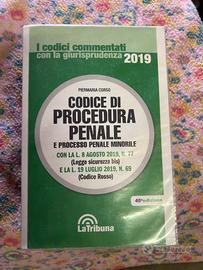 I codici commentati
con la giurisprudenza 2019
PIERMARIA CORSO
CODICE DI
PROCEDURA
PENALE
E PROCESSO PENALE MINORILE
CON LA L. 8 AGOSTO 2019, N. 77
(Legge sicurezza bis)
E LA L. 19 LUGLIO 2019, N. 69
(Codice Rosso)
LaTribuna